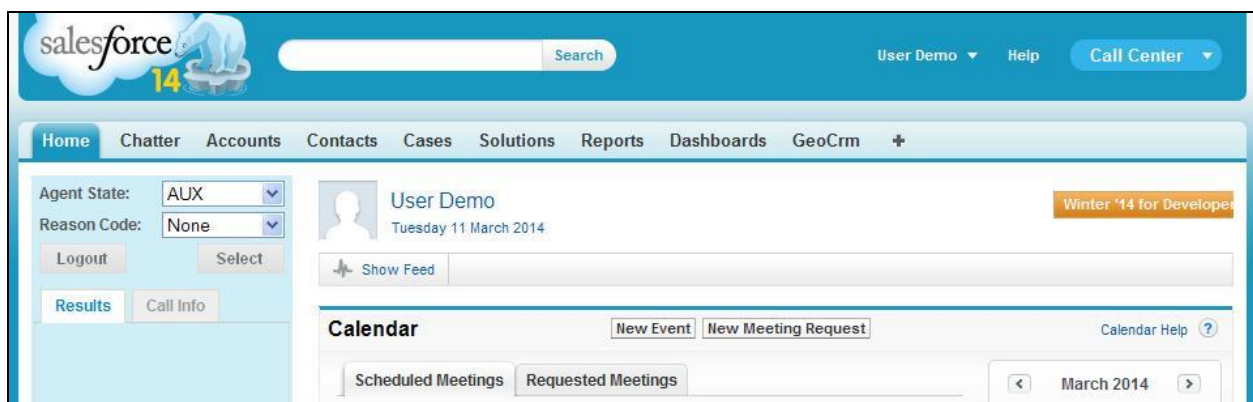 salesforce
14
Search
User Demo
Help
Call Center
Home
Chatter
Accounts
Contacts
Cases
Solutions
Reports
Dashboards
GeoCrm
+
Agent State:
AUX
Reason Code:
None
Logout
Select
Results
Call Info
User Demo
Tuesday 11 March 2014
Winter '14 for Developer
Show Feed
Calendar
New Event
New Meeting Request
Calendar Help
?
Scheduled Meetings
Requested Meetings
<
March 2014
>